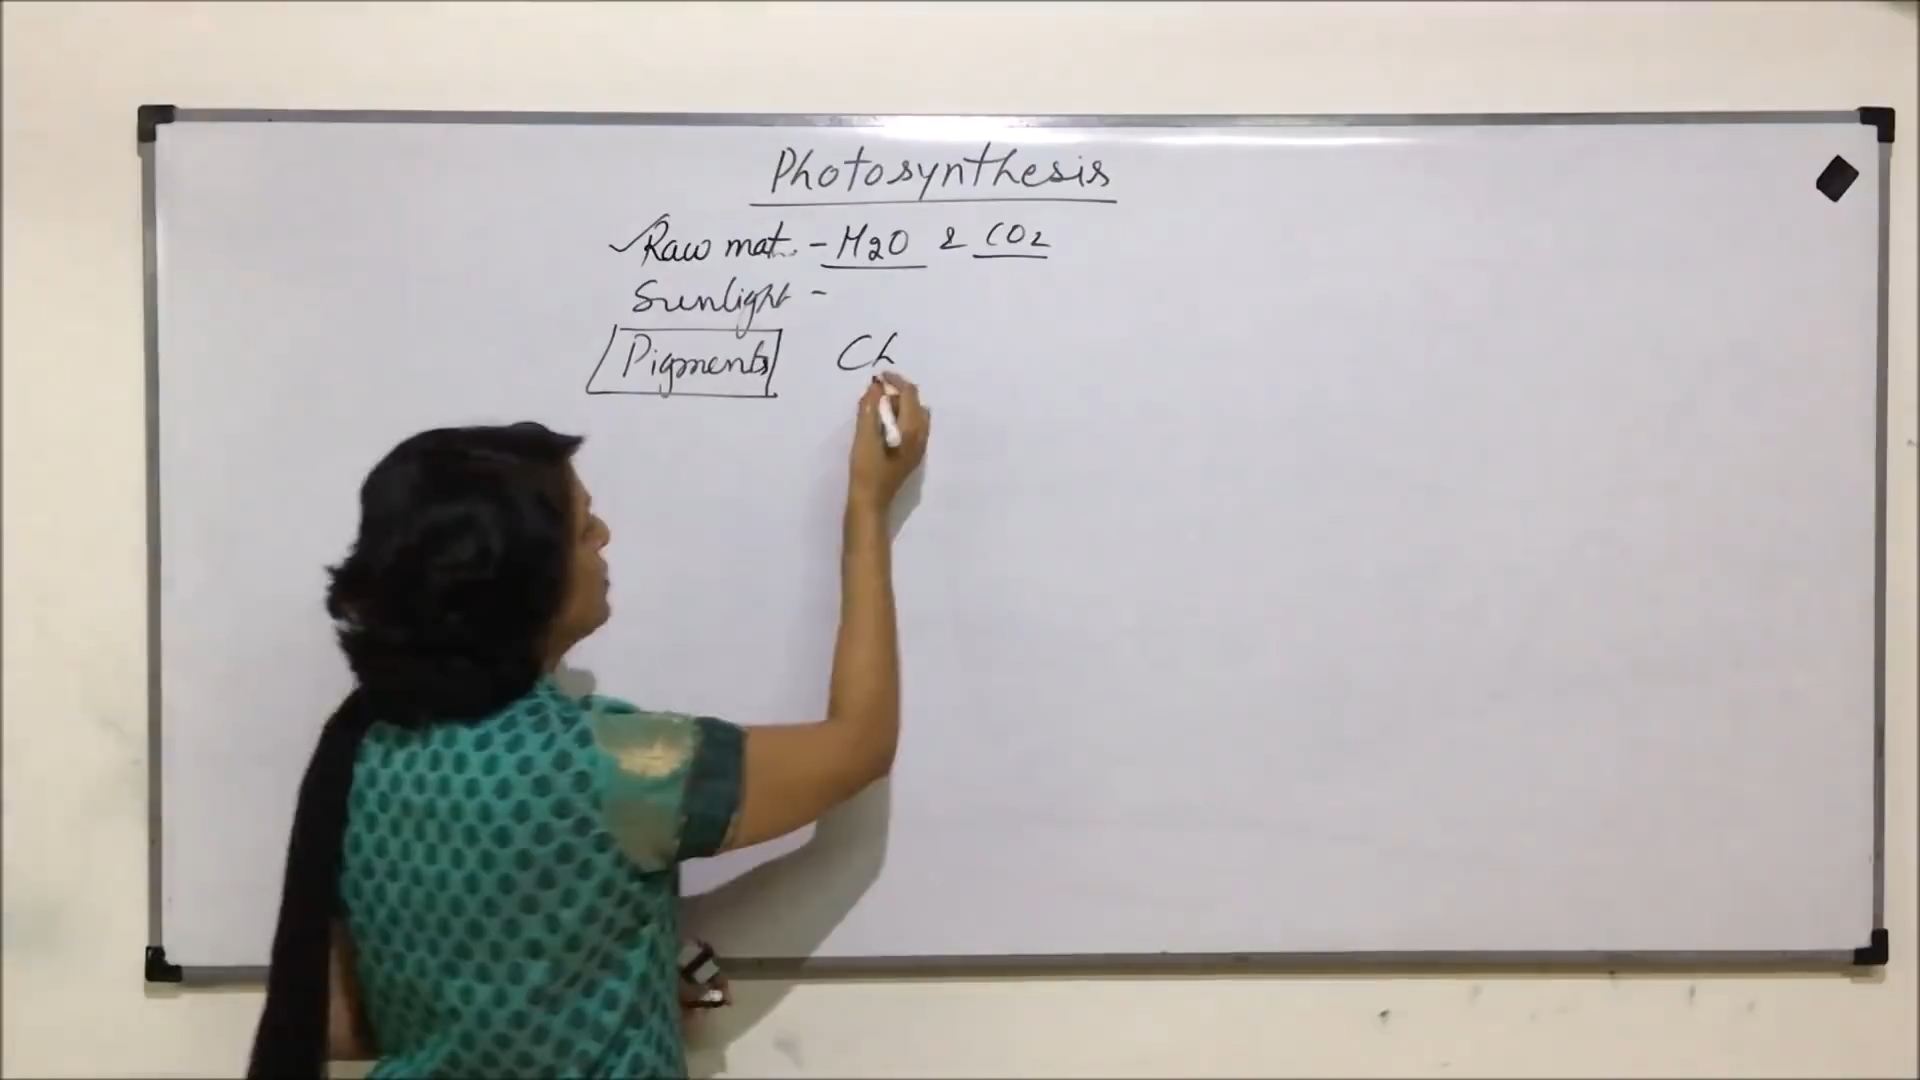 Photosynthesis
Raw mat. - H2O & CO2
Sunlight -
Pigments Ch